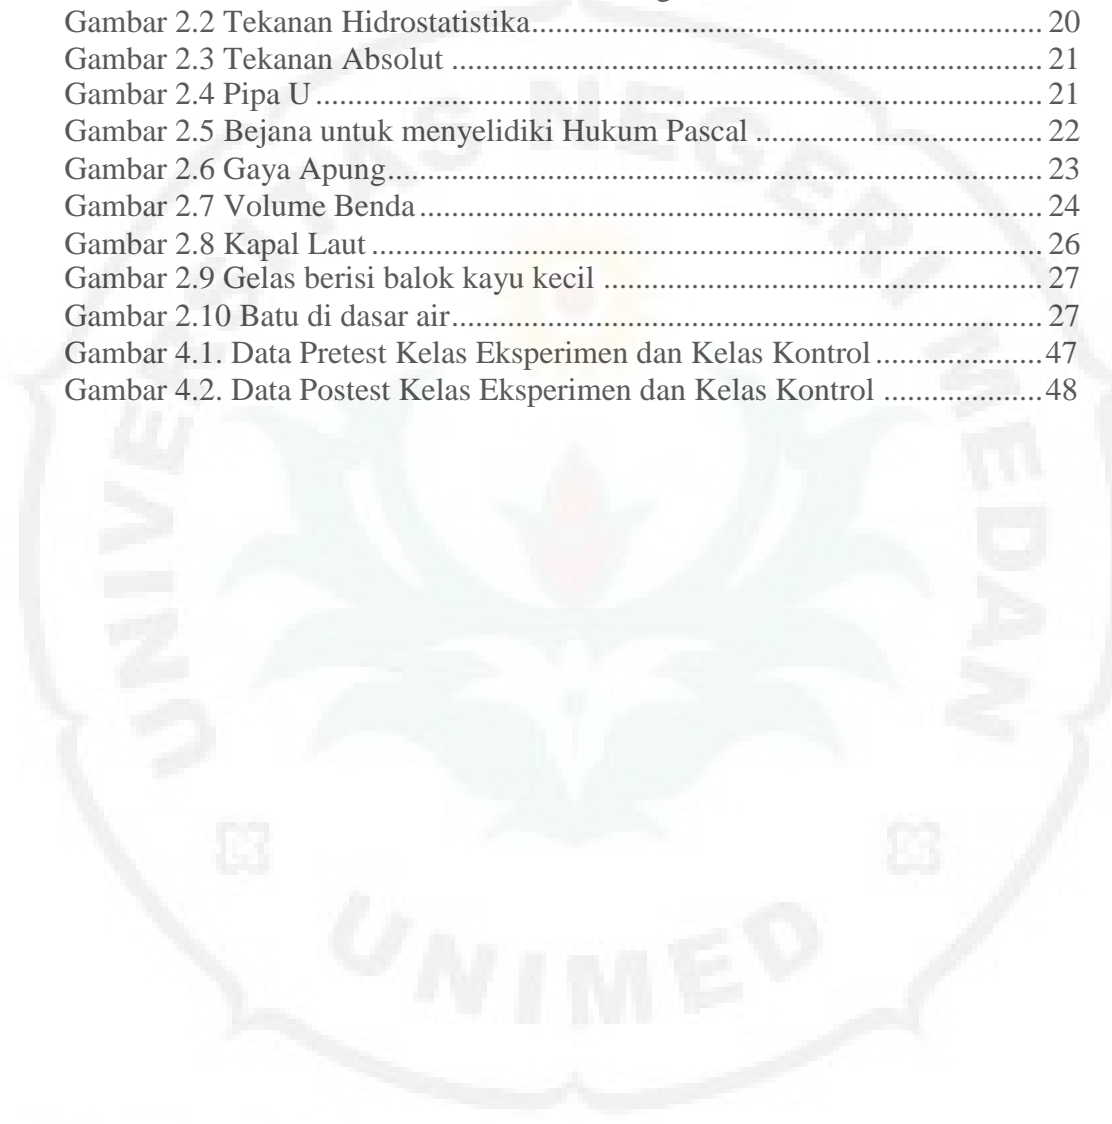 Gambar 2.2 Tekanan Hidrostatistika................................................................ 20
Gambar 2.3 Tekanan Absolut .......................................................................... 21
Gambar 2.4 Pipa U ........................................................................................... 21
Gambar 2.5 Bejana untuk menyelidiki Hukum Pascal .................................... 22
Gambar 2.6 Gaya Apung.................................................................................. 23
Gambar 2.7 Volume Benda .............................................................................. 24
Gambar 2.8 Kapal Laut .................................................................................... 26
Gambar 2.9 Gelas berisi balok kayu kecil ....................................................... 27
Gambar 2.10 Batu di dasar air.......................................................................... 27
Gambar 4.1. Data Pretest Kelas Eksperimen dan Kelas Kontrol .....................47
Gambar 4.2. Data Postest Kelas Eksperimen dan Kelas Kontrol ....................48
UNIVERSITAS NEGERI MEDAN
UNIMED